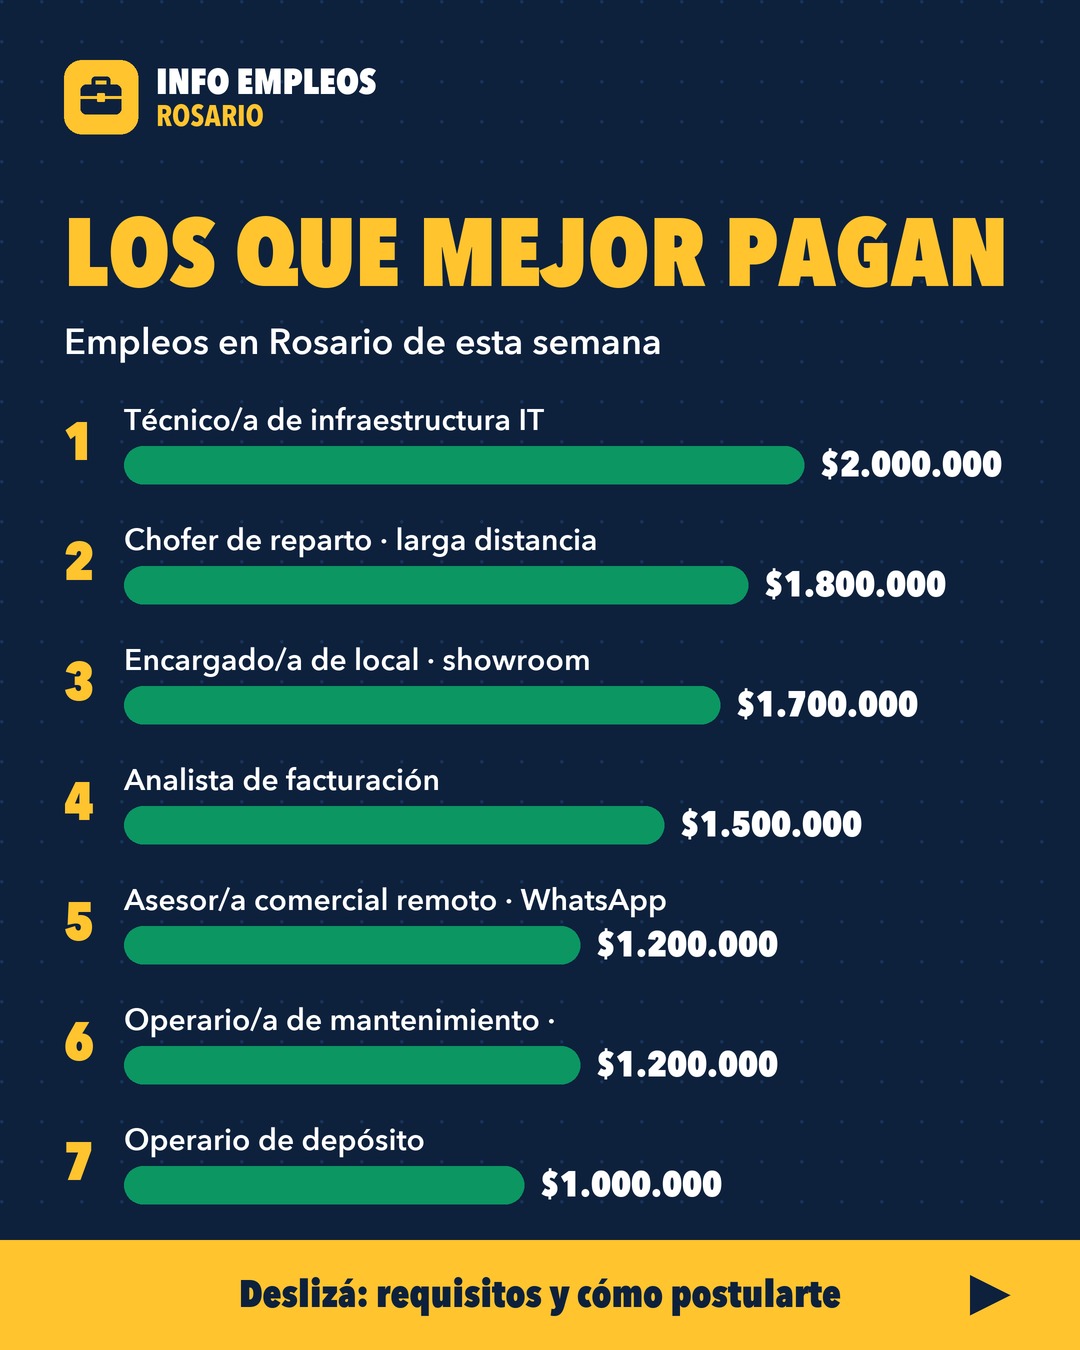 INFO EMPLEOS
ROSARIO
LOS QUE MEJOR PAGAN
Empleos en Rosario de esta semana
1
Técnico/a de infraestructura IT
$2.000.000
2
Chofer de reparto · larga distancia
$1.800.000
3
Encargado/a de local · showroom
$1.700.000
4
Analista de facturación
$1.500.000
5
Asesor/a comercial remoto · WhatsApp
$1.200.000
6
Operario/a de mantenimiento ·
$1.200.000
7
Operario de depósito
$1.000.000
Deslizá: requisitos y cómo postularte